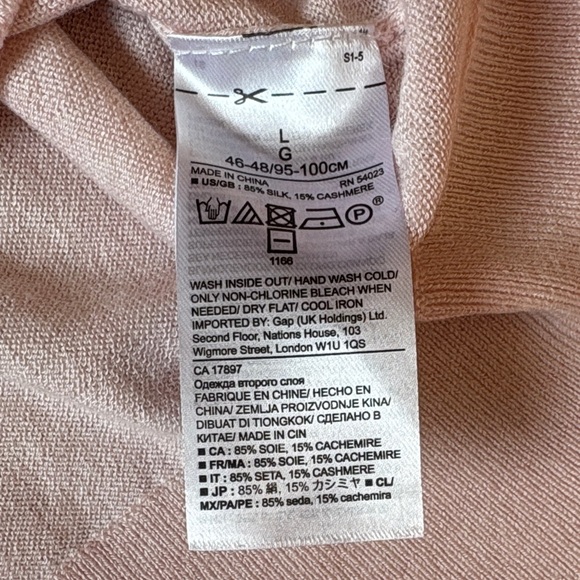 S1-5
L
G
46-48/95-100CM
MADE IN CHINA RN 54023
■ US/GB : 85% SILK, 15% CASHMERE
P
1166
WASH INSIDE OUT/ HAND WASH COLD/
ONLY NON-CHLORINE BLEACH WHEN
NEEDED/ DRY FLAT/ COOL IRON
IMPORTED BY: Gap (UK Holdings) Ltd.
Second Floor, Nations House, 103
Wigmore Street, London W1U 1QS
CA 17897
Одежда второго слоя
FABRIQUE EN CHINE/ HECHO EN
CHINA/ ZEMLJA PROIZVODNJE KINA/
DIBUAT DI TIONGKOK/ СДЕЛАНО В
КИТАЕ/ MADE IN CIN
■ CA : 85% SOIE, 15% CACHEMIRE
■ FR/MA : 85% SOIE, 15% CACHEMIRE
■ IT : 85% SETA, 15% CASHMERE
■ JP : 85% 絹, 15% カシミヤ ■ CL/
MX/PA/PE: 85% seda, 15% cachemira